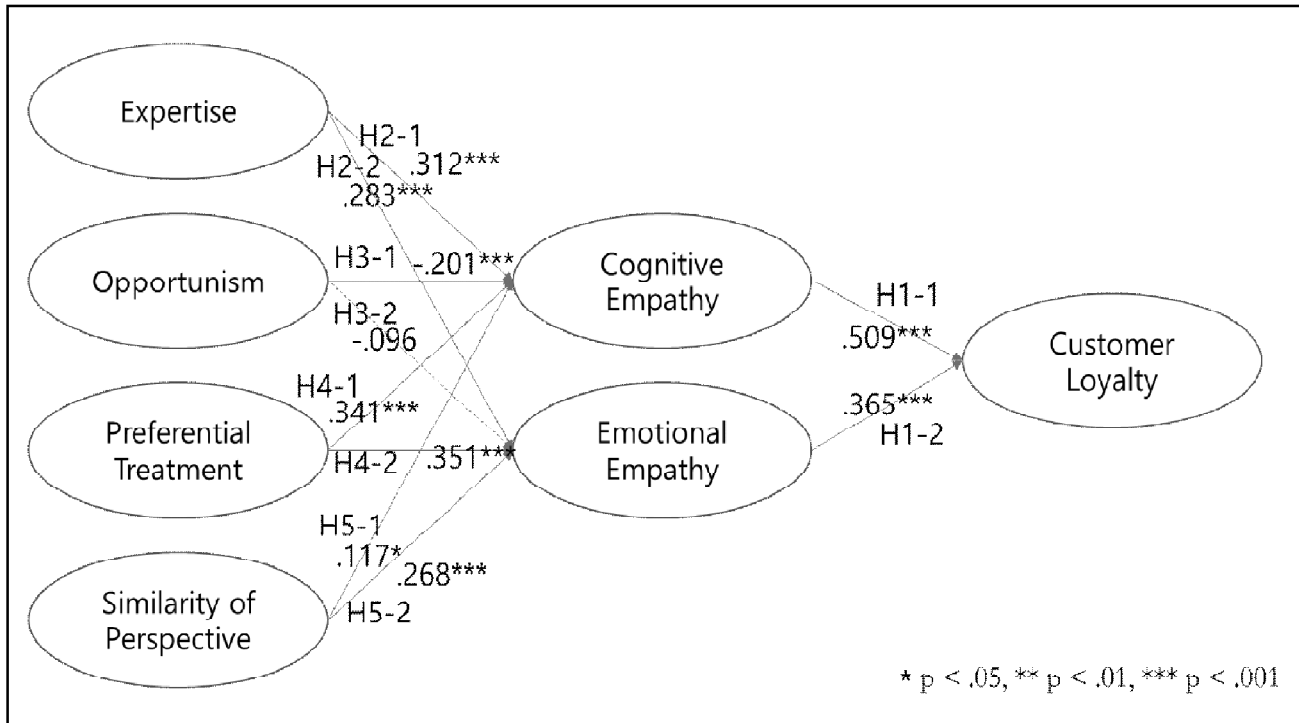 Expertise
H2-1
.312***
H2-2
.283***
Opportunism
H3-1
-.201***
H3-2
-.096
Cognitive
Empathy
H1-1
.509***
Customer
Loyalty
Preferential
Treatment
H4-1
.341***
H4-2
.351***
Emotional
Empathy
.365***
H1-2
Similarity of
Perspective
H5-1
.117*
.268***
H5-2
* p < .05, ** p < .01, *** p < .001